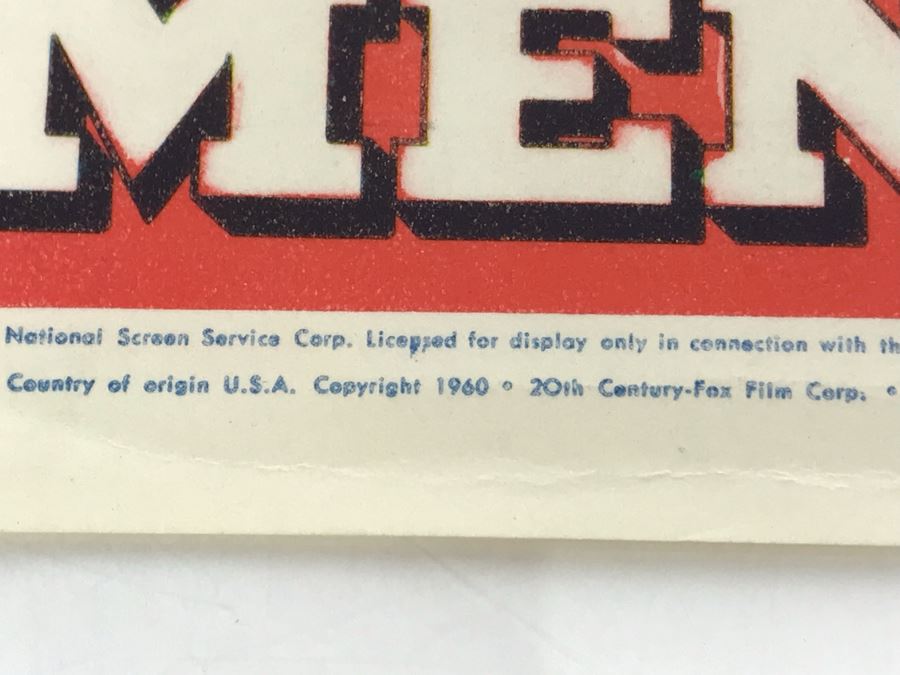 MEN
National Screen Service Corp. Licensed for display only in connection with th
Country of origin U.S.A. Copyright 1960 ° 20th Century-Fox Film Corp. °